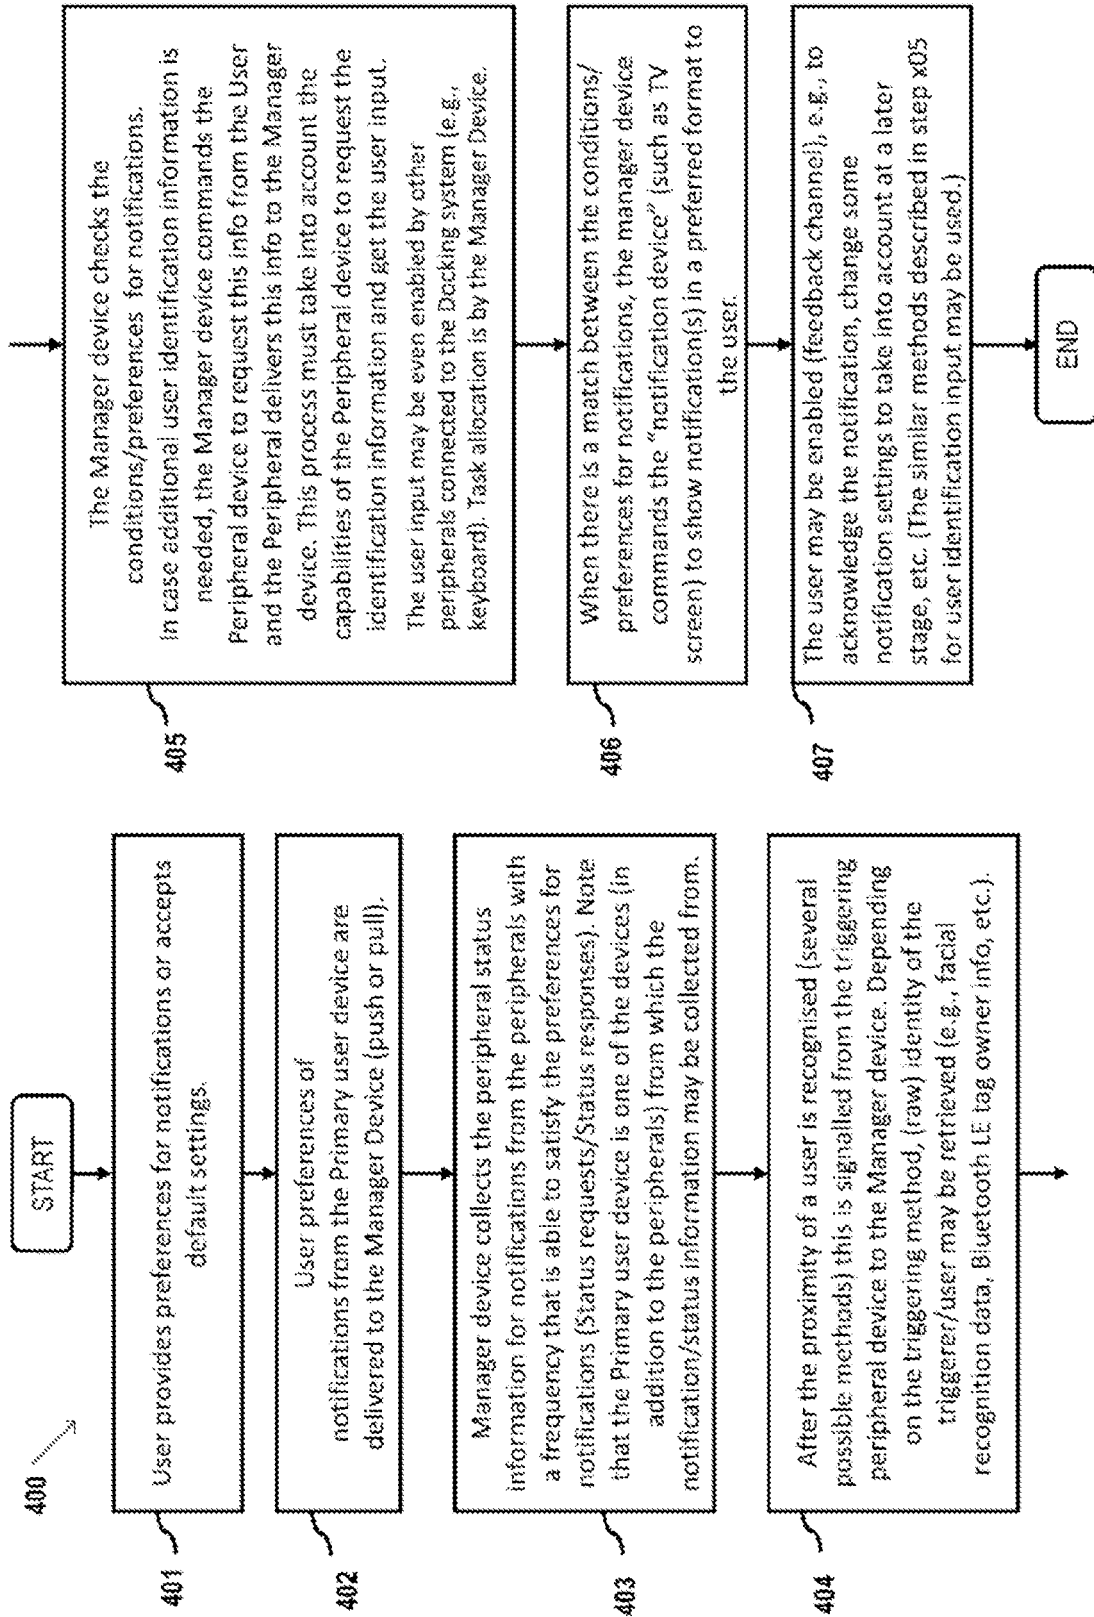 400
START
401
User provides preferences for notifications or accepts
default settings.
402
User preferences of
notifications from the Primary user device are
delivered to the Manager Device (push or pull).
403
Manager device collects the peripheral status
information for notifications from the peripherals with
a frequency that is able to satisfy the preferences for
notifications (Status requests/Status responses). Note
that the Primary user device is one of the devices (in
addition to the peripherals) from which the
notification/status information may be collected from.
404
After the proximity of a user is recognised (several
possible methods) this is signalled from the triggering
peripheral device to the Manager device. Depending
on the triggering method, (raw) identity of the
triggerer/user may be retrieved (e.g., facial
recognition data, Bluetooth LE tag owner info, etc.).
405
The Manager device checks the
conditions/preferences for notifications.
In case additional user identification information is
needed, the Manager device commands the
Peripheral device to request this info from the User
and the Peripheral delivers this info to the Manager
device. This process must take into account the
capabilities of the Peripheral device to request the
identification information and get the user input.
The user input may be even enabled by other
peripherals connected to the Docking system (e.g.,
keyboard). Task allocation is by the Manager Device.
406
When there is a match between the conditions/
preferences for notifications, the manager device
commands the "notification device" (such as TV
screen) to show notification(s) in a preferred format to
the user.
407
The user may be enabled (feedback channel), e.g., to
acknowledge the notification, change some
notification settings to take into account at a later
stage, etc. (The similar methods described in step x05
for user identification input may be used.)
END